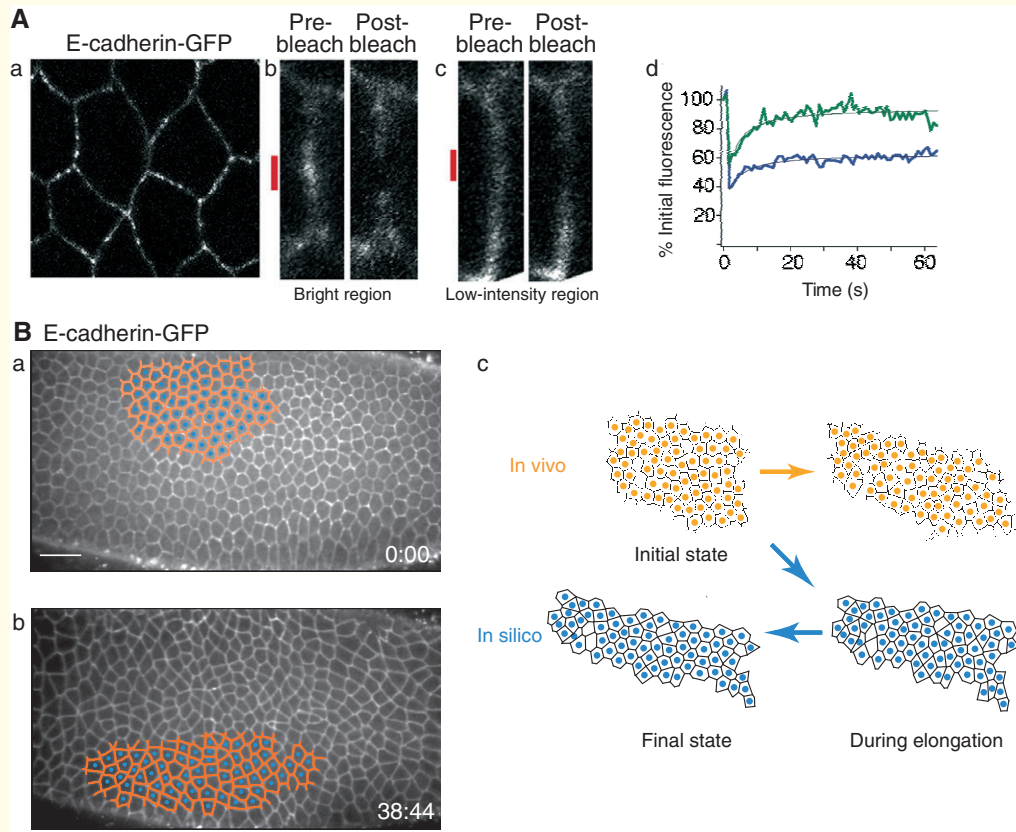 A
E-cadherin-GFP
a
b
Pre-
bleach
Post-
bleach
Bright region
c
Pre-
bleach
Post-
bleach
Low-intensity region
d
% Initial fluorescence
100
80
60
40
20
0
20
40
60
Time (s)
B E-cadherin-GFP
a
0:00
b
38:44
c
In vivo
Initial state
In silico
Final state
During elongation